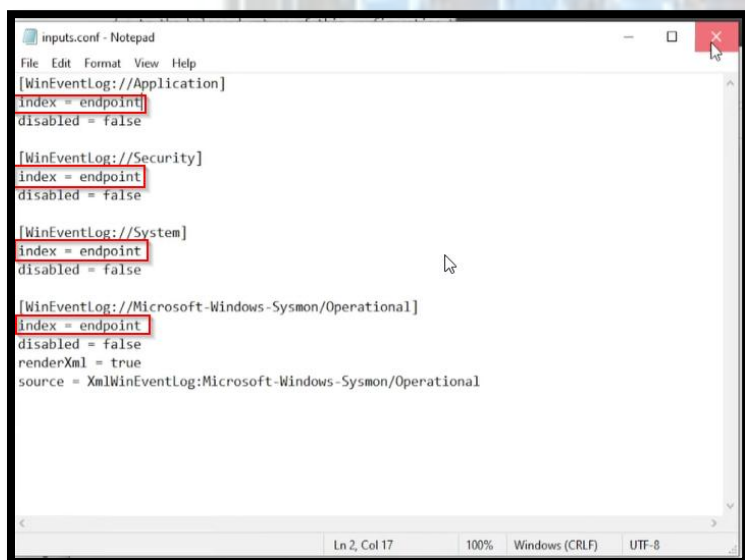 inputs.conf - Notepad
File Edit Format View Help
[WinEventLog://Application]
index = endpoint
disabled = false
[WinEventLog://Security]
index = endpoint
disabled = false
[WinEventLog://System]
index = endpoint
disabled = false
[WinEventLog://Microsoft-Windows-Sysmon/Operational]
index = endpoint
disabled = false
renderXml = true
source = XmlWinEventLog:Microsoft-Windows-Sysmon/Operational
Ln 2, Col 17 100% Windows (CRLF) UTF-8